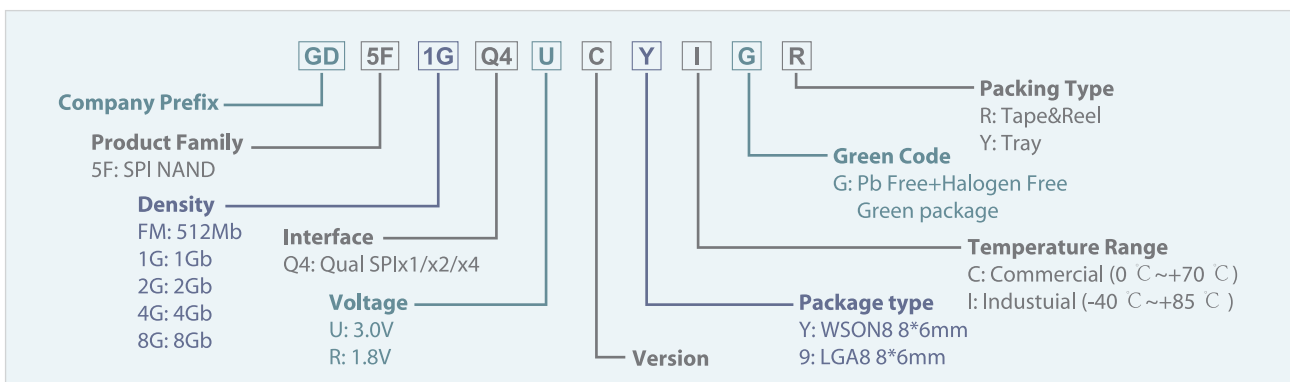 GD 5F 1G Q4 U C Y I G R
Company Prefix
Product Family
5F: SPI NAND
Density
FM: 512Mb
1G: 1Gb
2G: 2Gb
4G: 4Gb
8G: 8Gb
Interface
Q4: Qual SPIx1/x2/x4
Voltage
U: 3.0V
R: 1.8V
Version
Package type
Y: WSON8 8*6mm
9: LGA8 8*6mm
Temperature Range
C: Commercial (0 ℃~+70 ℃)
I: Industuial (-40 ℃~+85 ℃)
Green Code
G: Pb Free+Halogen Free
Green package
Packing Type
R: Tape&Reel
Y: Tray